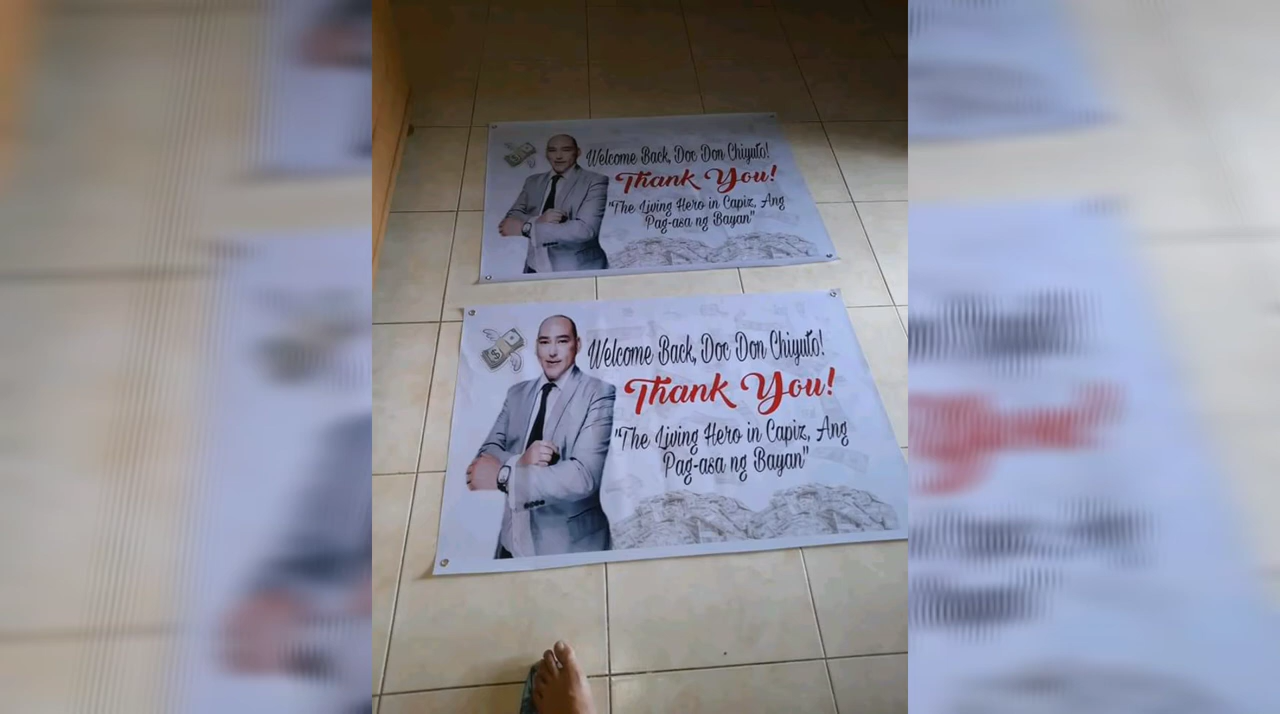 Welcome Back, Doc Don Chiyuto!
Thank You!
"The Living Hero in Capiz, Ang
Pag-asa ng Bayan"
Welcome Back, Doc Don Chiyuto!
Thank You!
"The Living Hero in Capiz, Ang
Pag-asa ng Bayan"